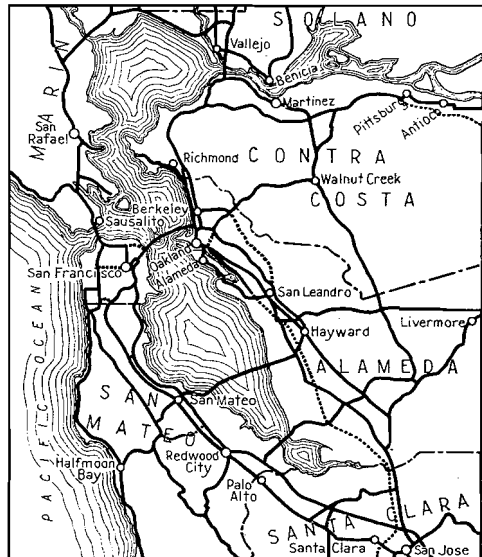 SOLANO
MARIN
Vallejo
Benicia
Martinez
Pittsburg
Antioch
San
Rafael
Richmond
CONTRA
COSTA
Walnut Creek
Berkeley
Sausalito
Oakland
Alameda
San Francisco
San Leandro
Hayward
Livermore
ALAMEDA
PACIFIC OCEAN
SAN
MATEO
San Mateo
Redwood
City
Halfmoon
Bay
Palo
Alto
SANTA CLARA
Santa Clara
San Jose